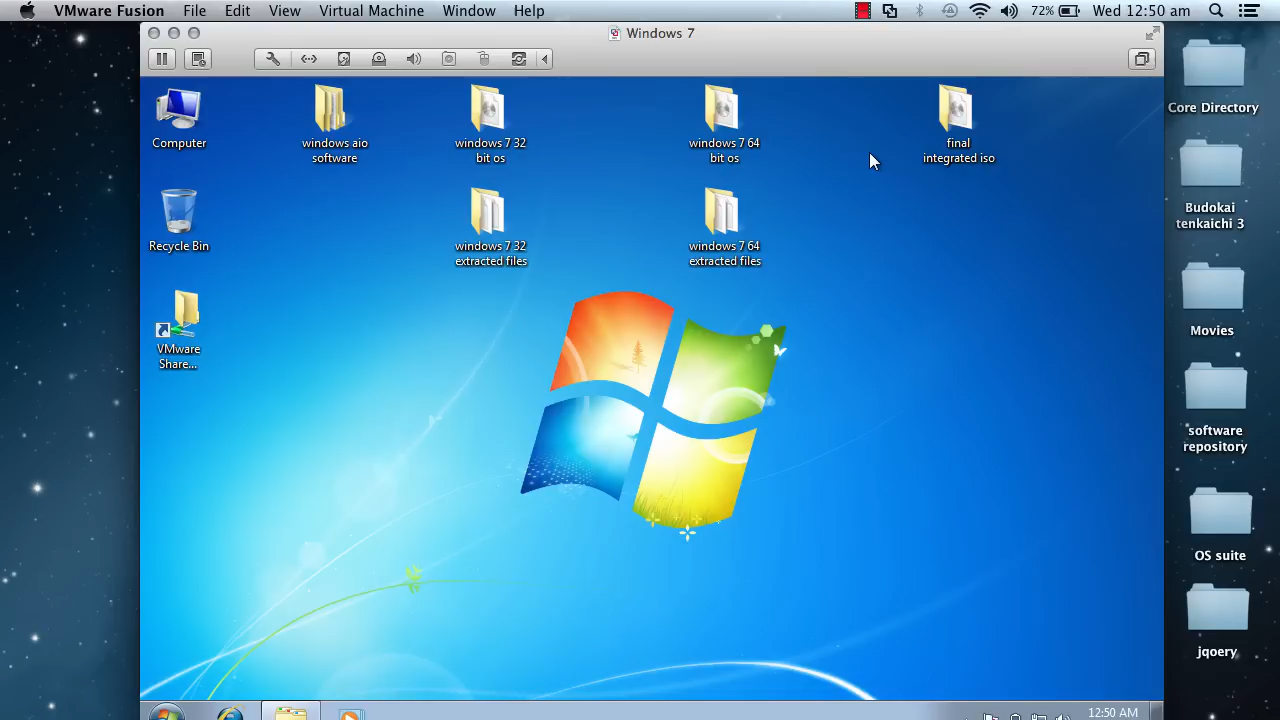 VMware Fusion File Edit View Virtual Machine Window Help 72% Wed 12:50 am
Windows 7
Computer
windows aio
software
windows 7 32
bit os
windows 7 64
bit os
final
integrated iso
Recycle Bin
windows 7 32
extracted files
windows 7 64
extracted files
VMware
Share...
Core Directory
Budokai
tenkaichi 3
Movies
software
repository
OS suite
jqoery
12:50 AM